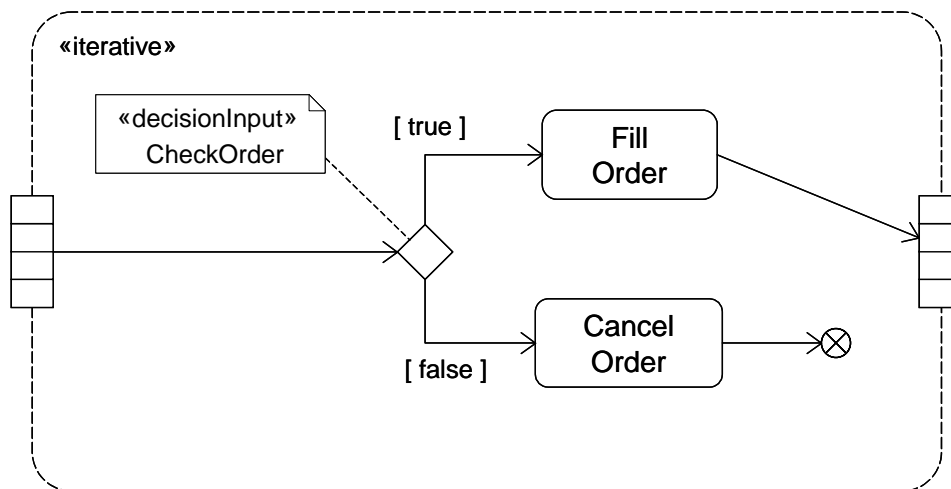 «iterative»
«decisionInput»
CheckOrder
[ true ]
Fill
Order
Cancel
Order
[ false ]